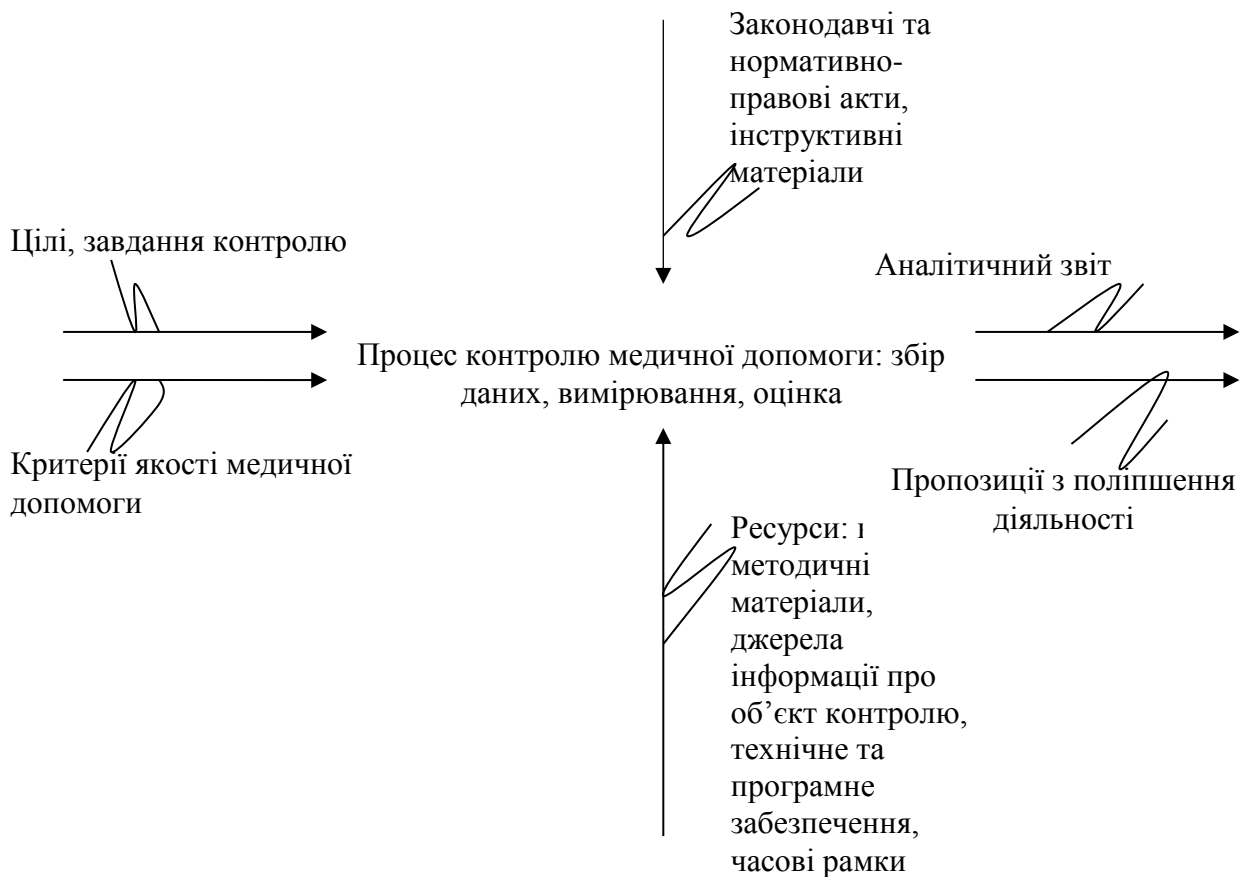 Законодавчі та
нормативно-
правові акти,
інструктивні
матеріали
Цілі, завдання контролю
Аналітичний звіт
Процес контролю медичної допомоги: збір
даних, вимірювання, оцінка
Критерії якості медичної
допомоги
Пропозиції з поліпшення
діяльності
Ресурси:
методичні
матеріали,
джерела
інформації про
об’єкт контролю,
технічне та
програмне
забезпечення,
часові рамки